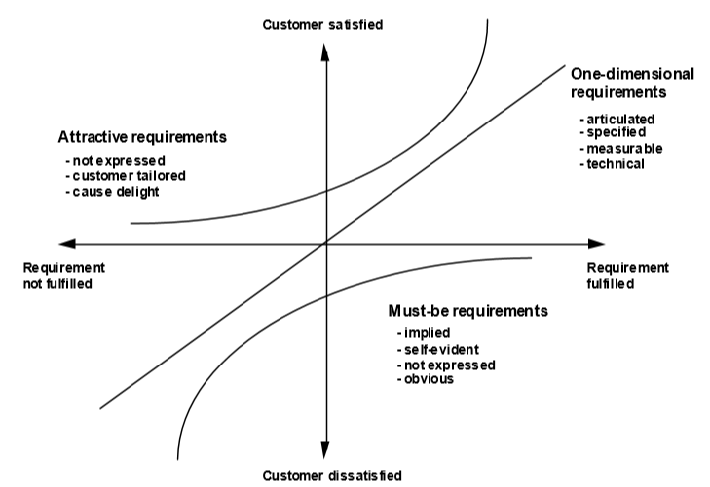 Customer satisfied
One-dimensional
requirements
- articulated
- specified
- measurable
- technical
Attractive requirements
- not expressed
- customer tailored
- cause delight
Requirement
not fulfilled
Requirement
fulfilled
Must-be requirements
- implied
- self-evident
- not expressed
- obvious
Customer dissatisfied